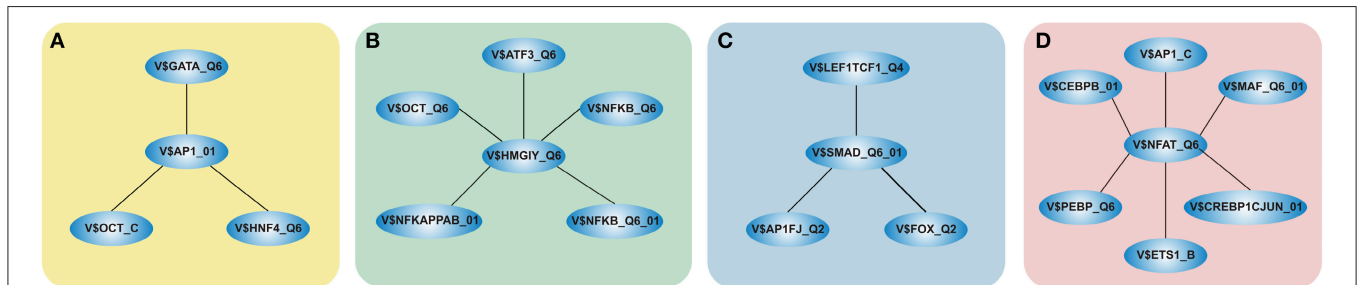 A
V$GATA_Q6
V$AP1_01
V$OCT_C
V$HNF4_Q6
B
V$ATF3_Q6
V$OCT_Q6
V$NFKB_Q6
V$HMGIY_Q6
V$NFKAPPAB_01
V$NFKB_Q6_01
C
V$LEF1TCF1_Q4
V$SMAD_Q6_01
V$AP1FJ_Q2
V$FOX_Q2
D
V$AP1_C
V$CEBPB_01
V$MAF_Q6_01
V$NFAT_Q6
V$PEBP_Q6
V$CREBP1CJUN_01
V$ETS1_B